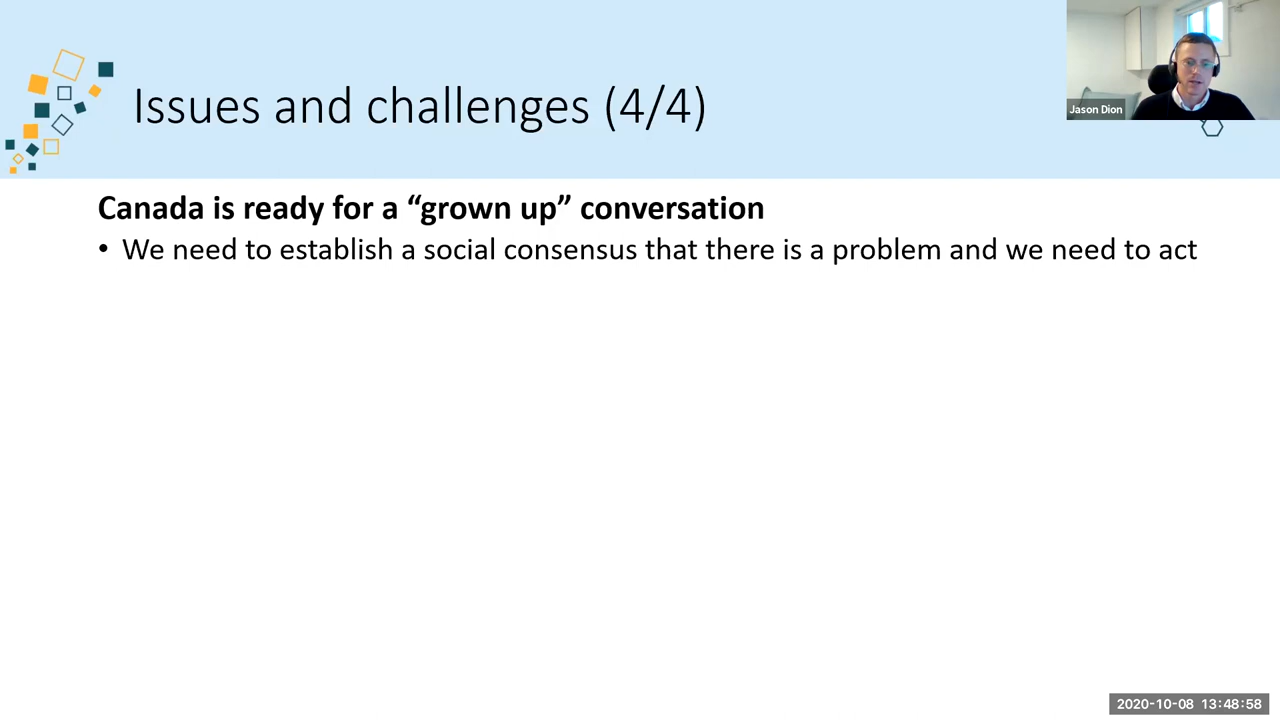 Issues and challenges (4/4)
Jason Dion
Canada is ready for a “grown up” conversation
• We need to establish a social consensus that there is a problem and we need to act
2020-10-08 13:48:58